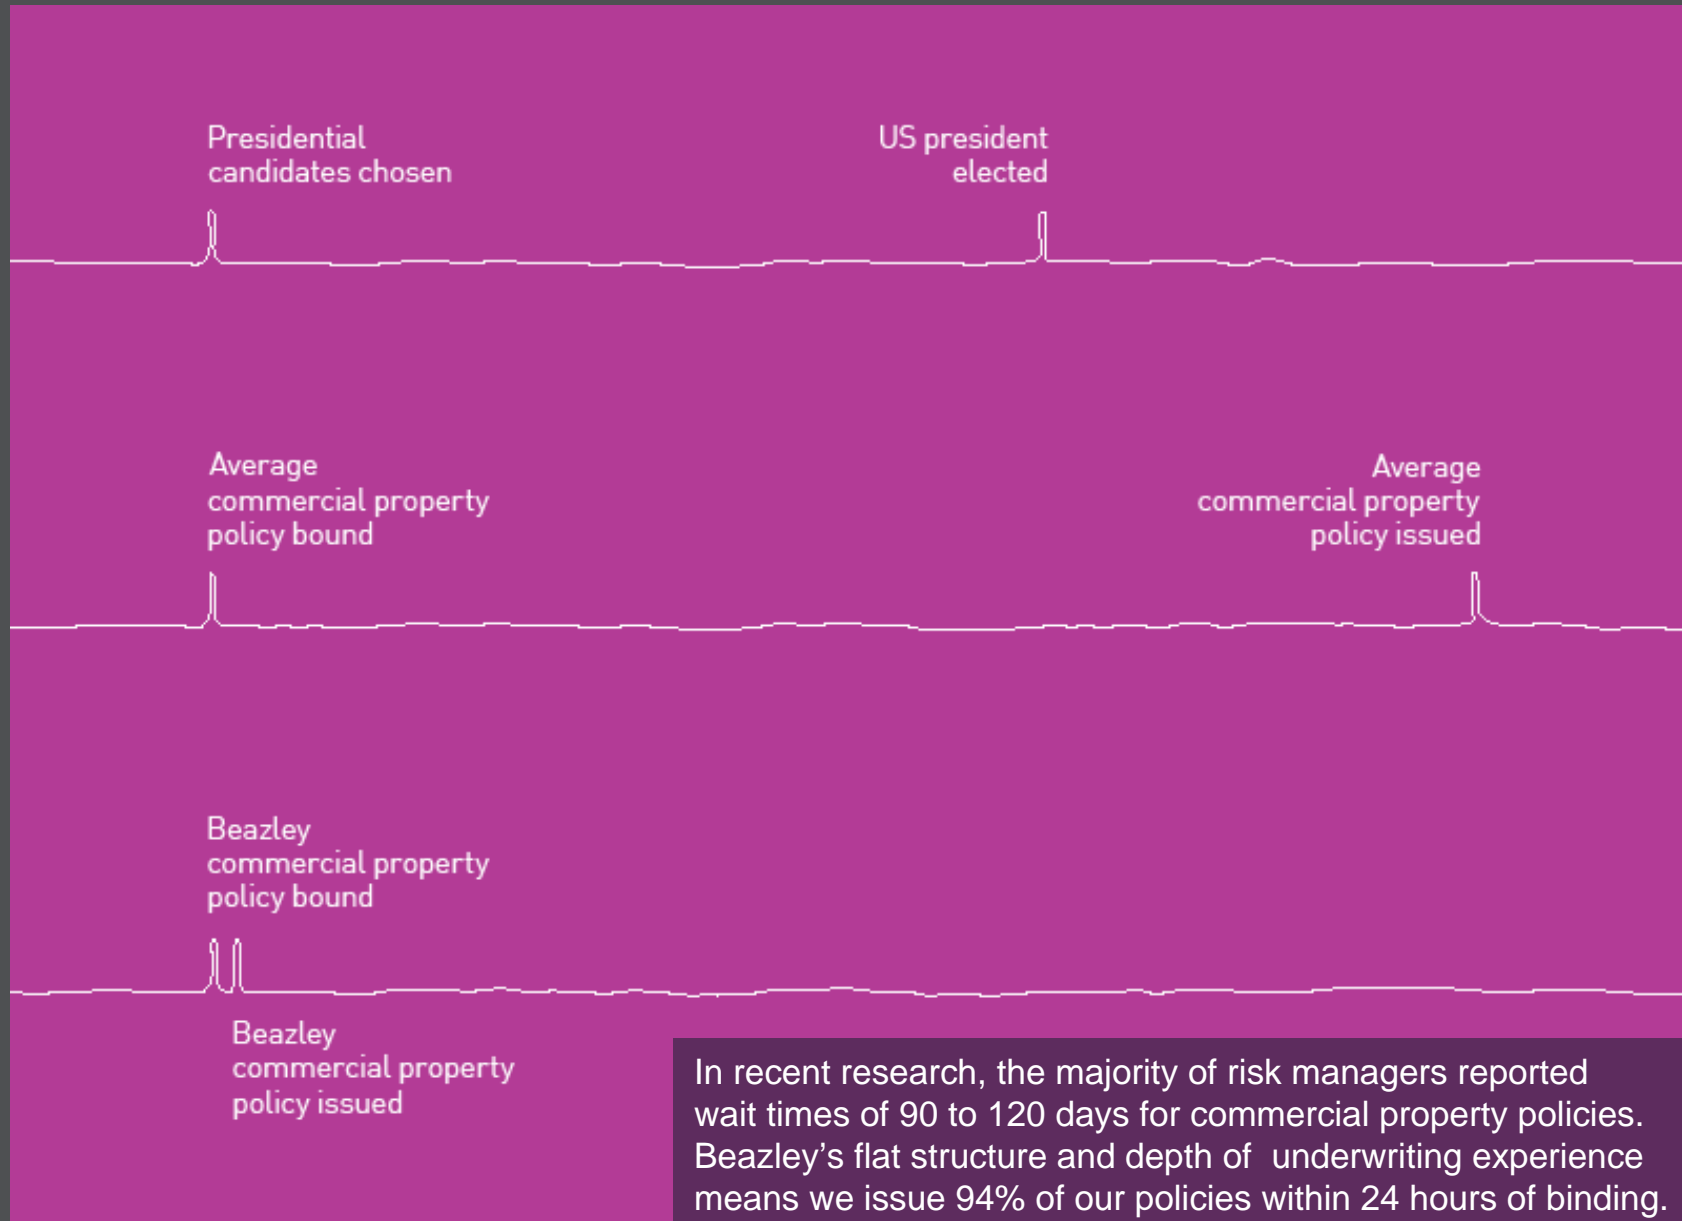 Presidential
candidates chosen
US president
elected
Average
commercial property
policy bound
Average
commercial property
policy issued
Beazley
commercial property
policy bound
Beazley
commercial property
policy issued
In recent research, the majority of risk managers reported
wait times of 90 to 120 days for commercial property policies.
Beazley’s flat structure and depth of  underwriting experience
means we issue 94% of our policies within 24 hours of binding.